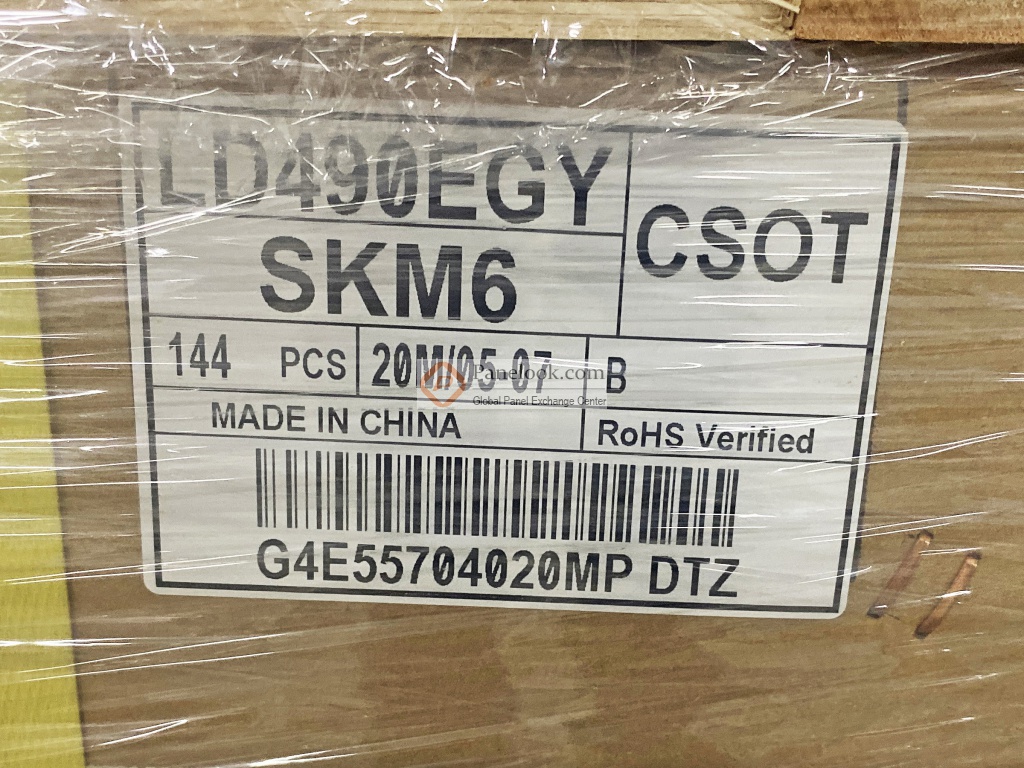 LD490EGY
SKM6
CSOT
144 PCS
20M/05-07
B
Panelook.com
Global Panel Exchange Center
MADE IN CHINA
RoHS Verified
G4E55704020MP DTZ